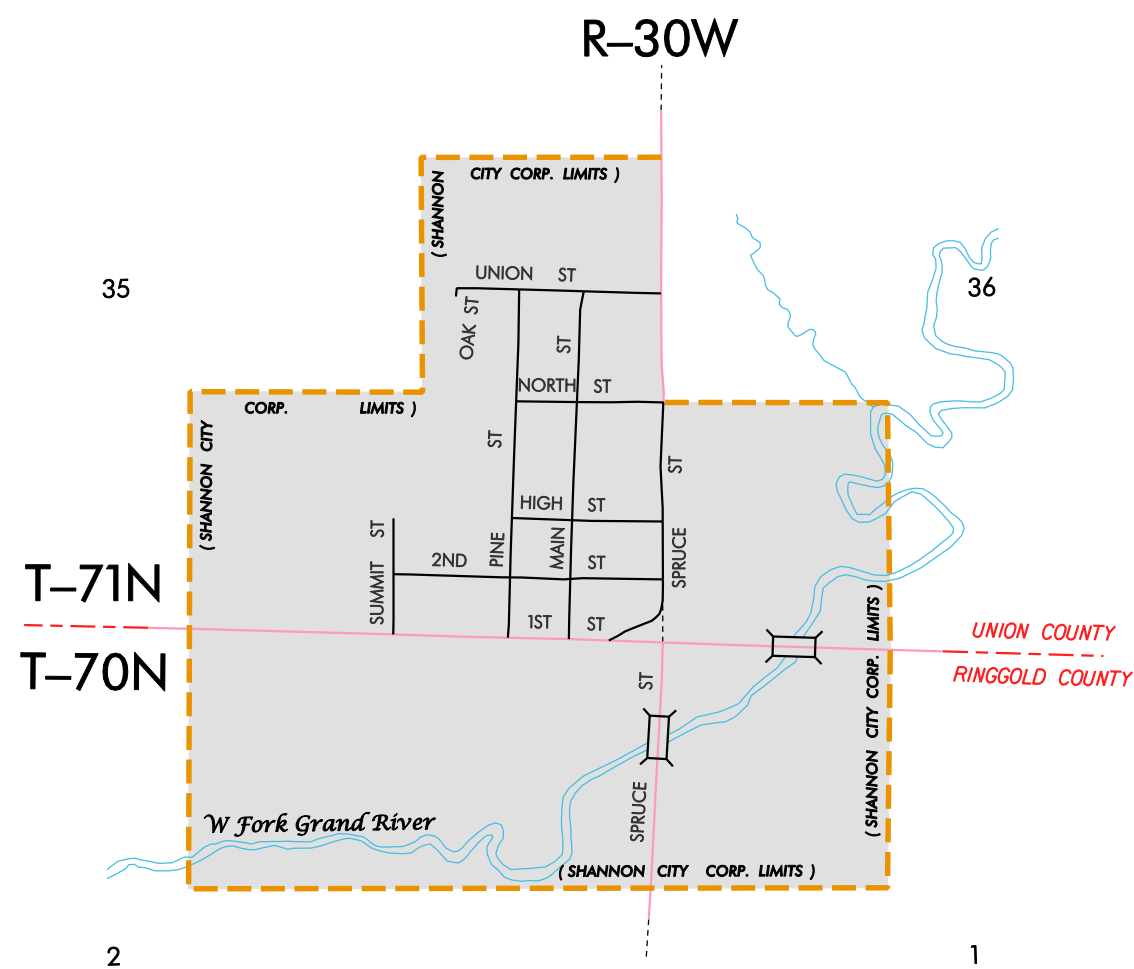 R–30W
CITY CORP. LIMITS )
( SHANNON
UNION ST
OAK ST
35
36
ST
NORTH ST
CORP. LIMITS )
( SHANNON CITY
ST
ST
HIGH ST
SUMMIT ST
2ND ST
PINE
MAIN
SPRUCE
T–71N
1ST ST
T–70N
UNION COUNTY
RINGGOLD COUNTY
( SHANNON CITY CORP. LIMITS )
SPRUCE ST
W Fork Grand River
( SHANNON CITY CORP. LIMITS )
2
1